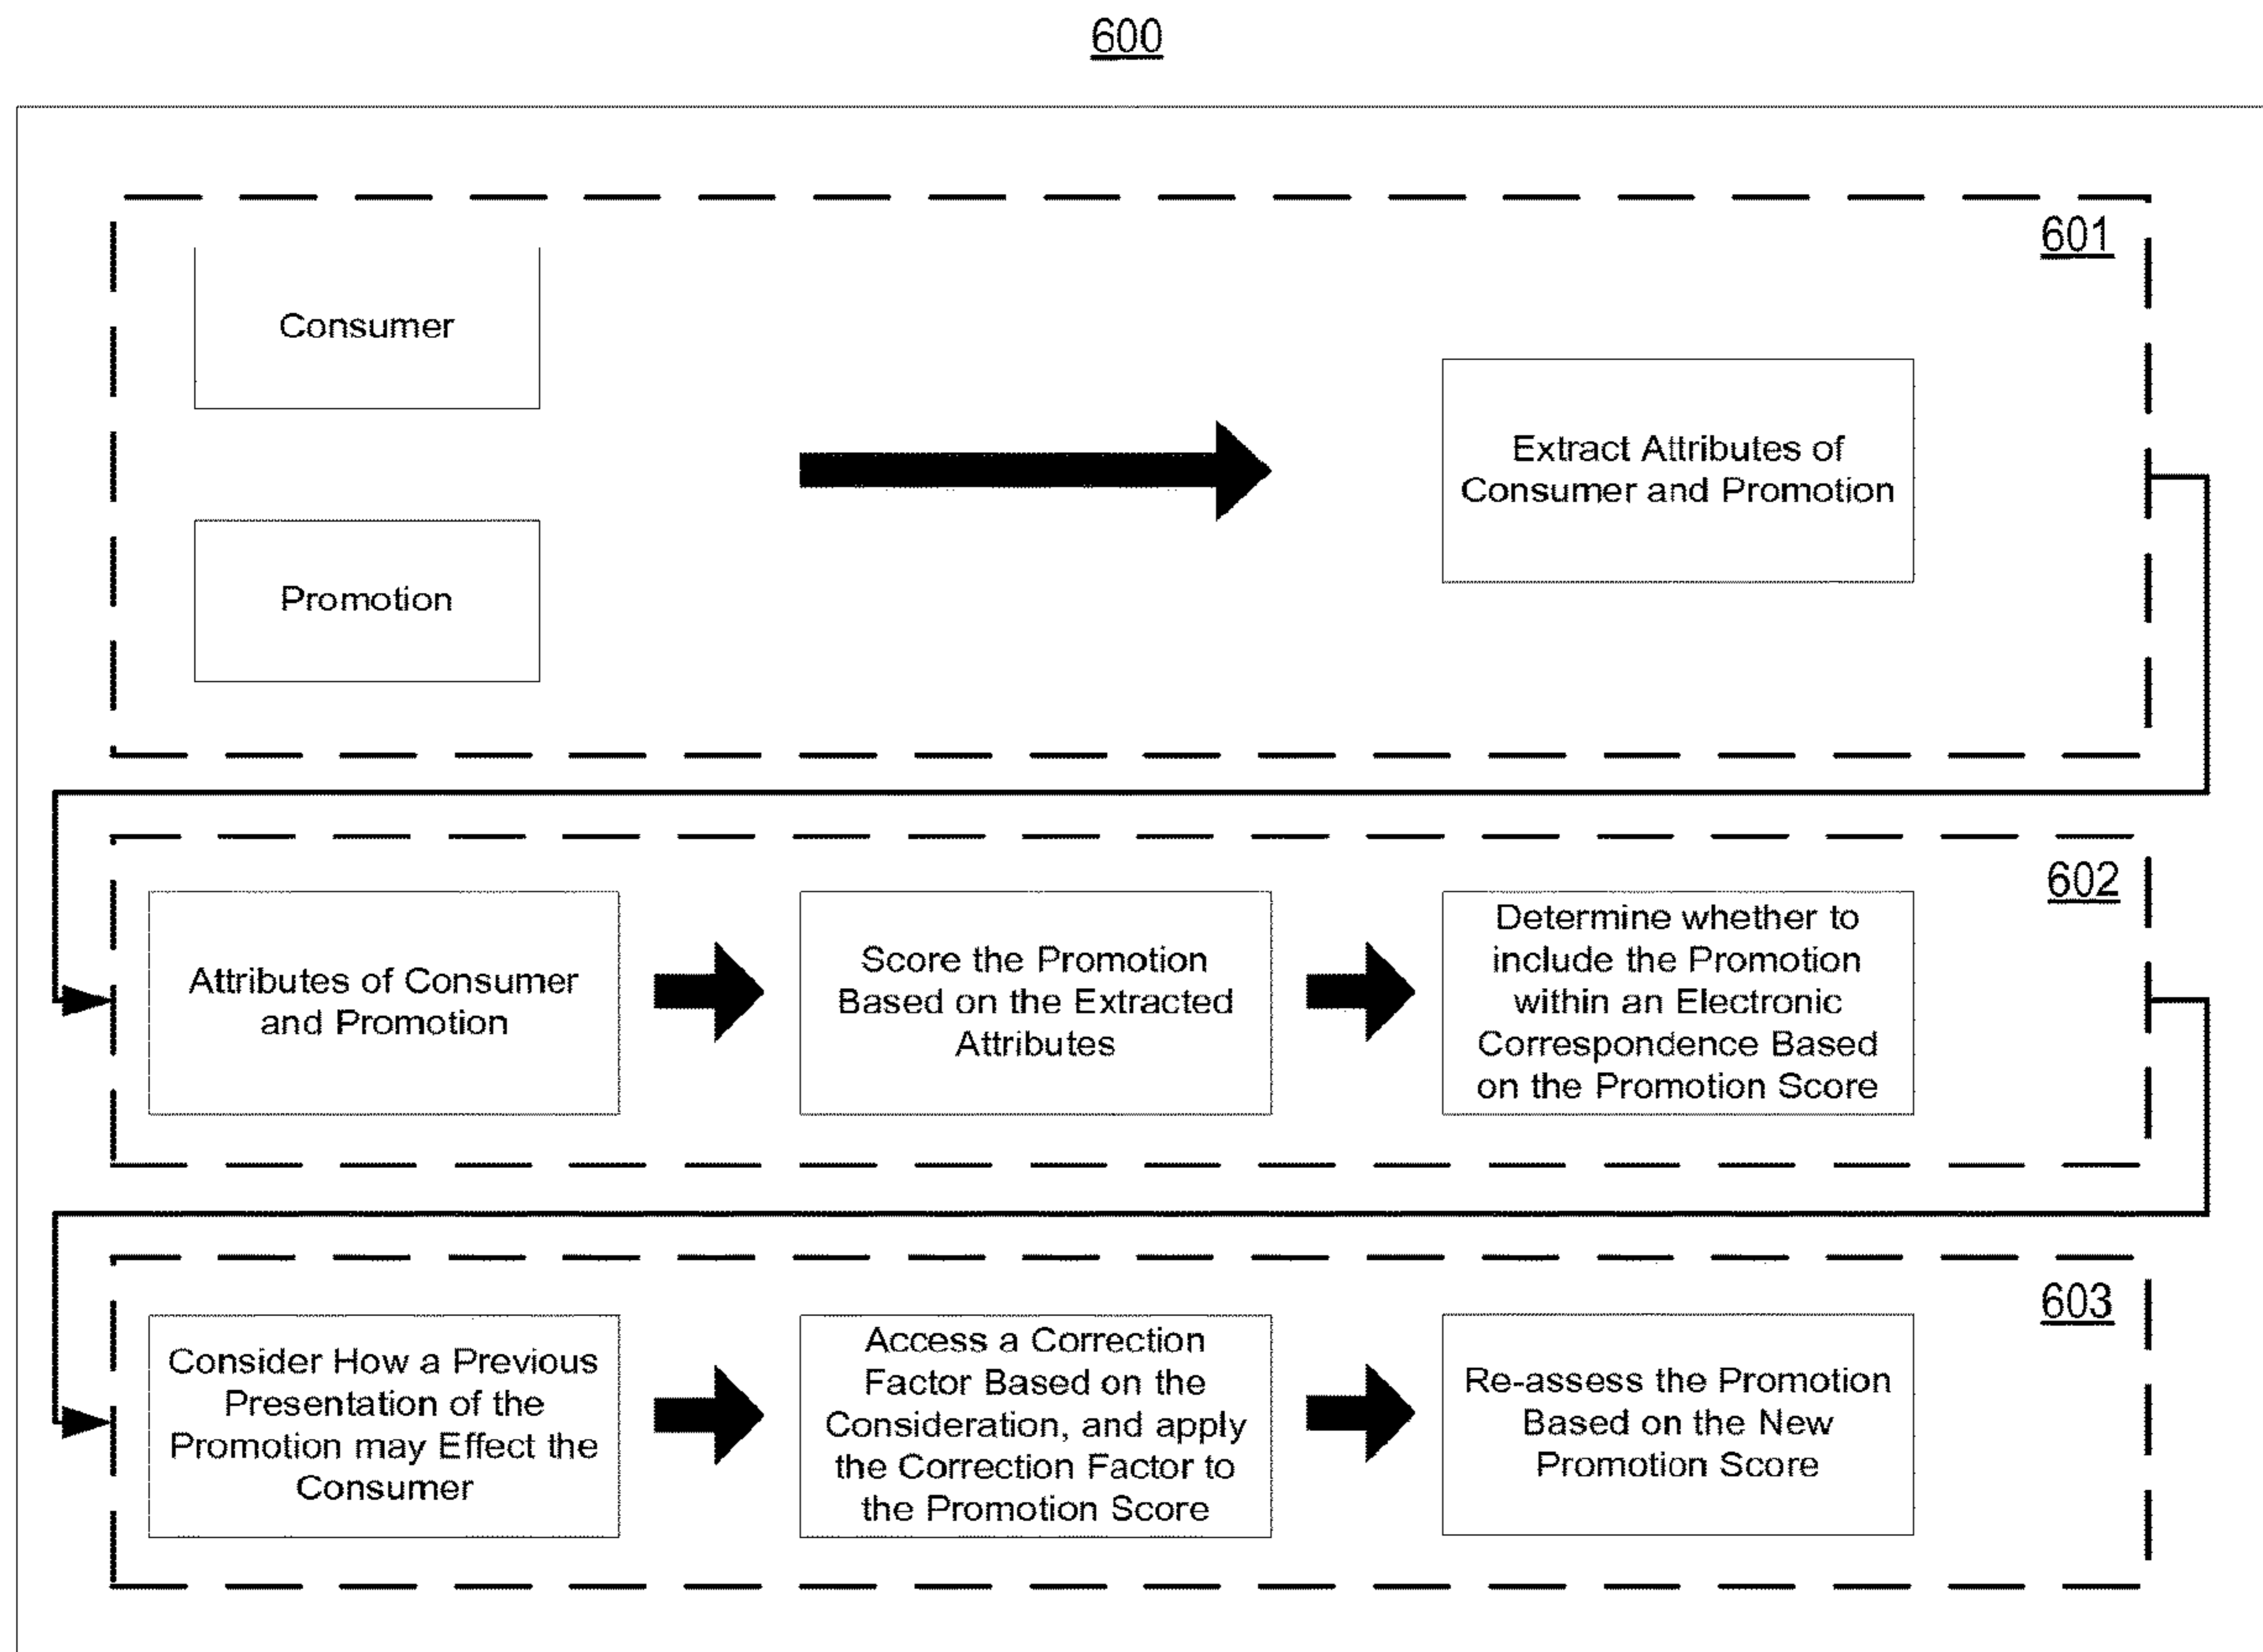 600
601
Consumer
Extract Attributes of
Consumer and Promotion
Promotion
602
Attributes of Consumer
and Promotion
Score the Promotion
Based on the Extracted
Attributes
Determine whether to
include the Promotion
within an Electronic
Correspondence Based
on the Promotion Score
603
Consider How a Previous
Presentation of the
Promotion may Effect the
Consumer
Access a Correction
Factor Based on the
Consideration, and apply
the Correction Factor to
the Promotion Score
Re-assess the Promotion
Based on the New
Promotion Score